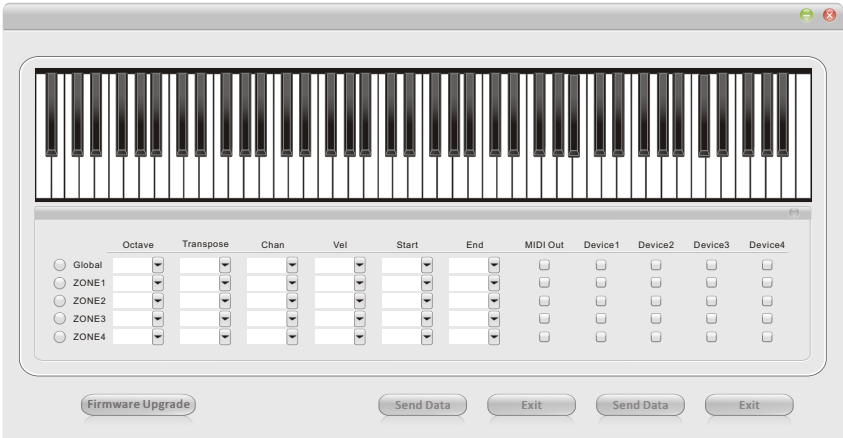 Octave Transpose Chan Vel Start End MIDI Out Device1 Device2 Device3 Device4
Global
ZONE1
ZONE2
ZONE3
ZONE4
Firmware Upgrade Send Data Exit Send Data Exit